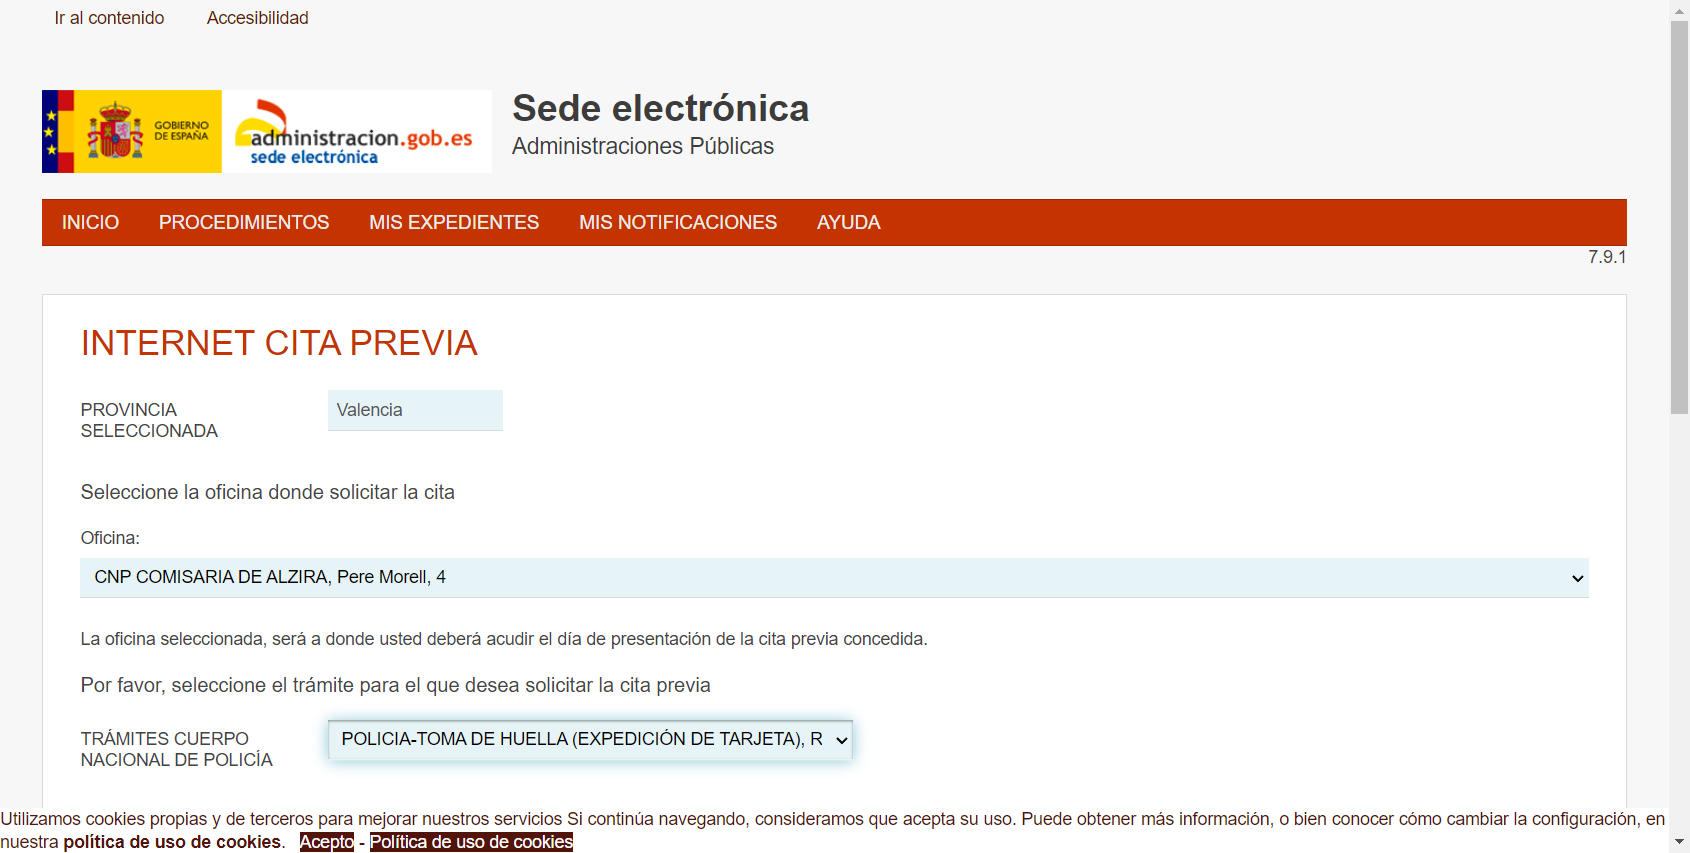 Ir al contenido Accesibilidad
GOBIERNO
DE ESPAÑA
administracion.gob.es
sede electrónica
Sede electrónica
Administraciones Públicas
INICIO PROCEDIMIENTOS MIS EXPEDIENTES MIS NOTIFICACIONES AYUDA
7.9.1
INTERNET CITA PREVIA
PROVINCIA
SELECCIONADA
Valencia
Seleccione la oficina donde solicitar la cita
Oficina:
CNP COMISARIA DE ALZIRA, Pere Morell, 4
La oficina seleccionada, será a donde usted deberá acudir el día de presentación de la cita previa concedida.
Por favor, seleccione el trámite para el que desea solicitar la cita previa
TRÁMITES CUERPO
NACIONAL DE POLICÍA
POLICIA-TOMA DE HUELLA (EXPEDICIÓN DE TARJETA), R
Utilizamos cookies propias y de terceros para mejorar nuestros servicios Si continúa navegando, consideramos que acepta su uso. Puede obtener más información, o bien conocer cómo cambiar la configuración, en
nuestra política de uso de cookies. Acepto - Política de uso de cookies